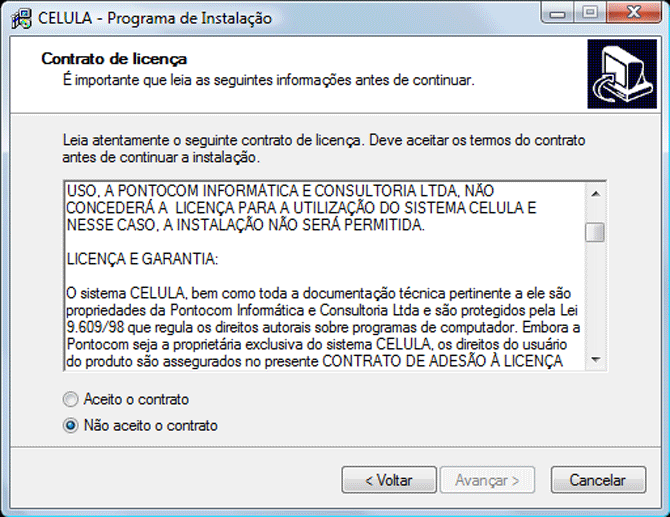 CELULA - Programa de Instalação
Contrato de licença
É importante que leia as seguintes informações antes de continuar.
Leia atentamente o seguinte contrato de licença. Deve aceitar os termos do contrato
antes de continuar a instalação.
USO, A PONTOCOM INFORMATICA E CONSULTORIA LTDA, NÃO
CONCEDERÁ A  LICENÇA PARA A UTILIZAÇÃO DO SISTEMA CELULA E
NESSE CASO, A INSTALAÇÃO NÃO SERÁ PERMITIDA.
LICENÇA E GARANTIA:
O sistema CELULA, bem como toda a documentação técnica pertinente a ele são
propriedades da Pontocom Informática e Consultoria Ltda e são protegidos pela Lei
9.609/98 que regula os direitos autorais sobre programas de computador. Embora a
Pontocom seja a proprietária exclusiva do sistema CELULA, os direitos do usuário
do produto são assegurados no presente CONTRATO DE ADESÃO À LICENÇA
Aceito o contrato
Não aceito o contrato
< Voltar
Avançar >
Cancelar